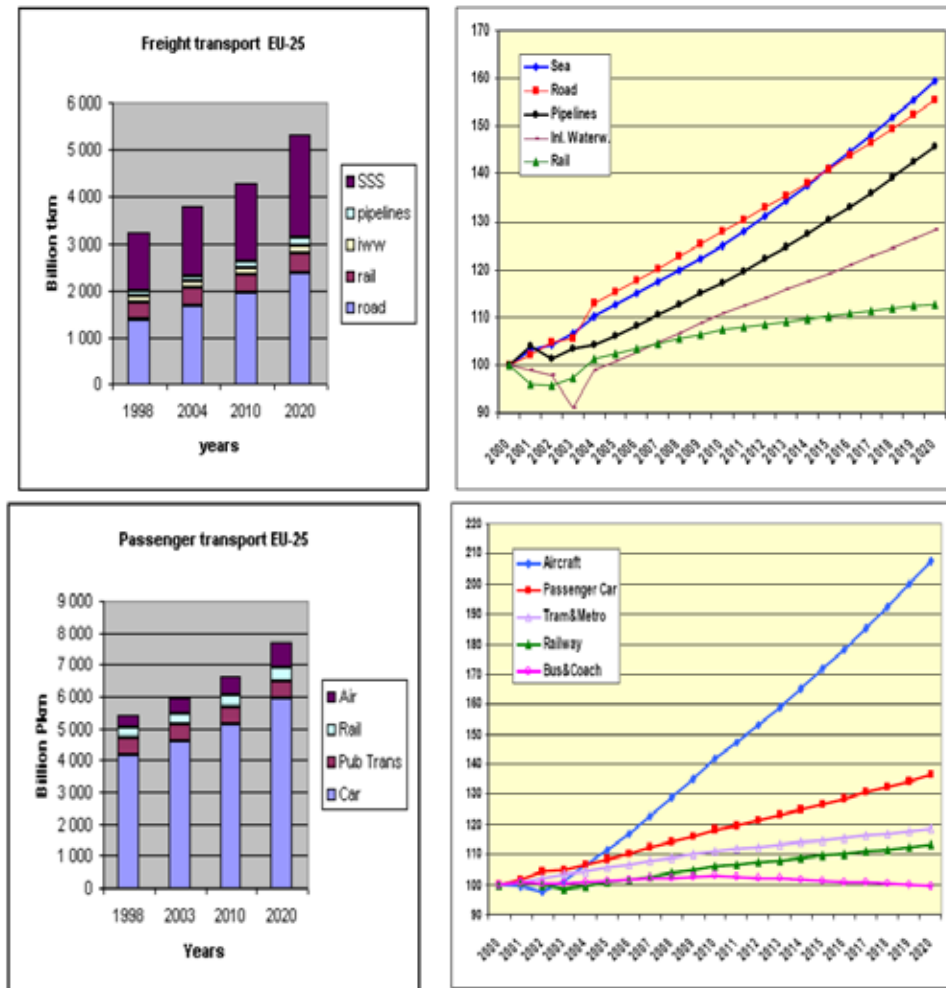 Freight transport EU-25
6 000
5 000
4 000
3 000
2 000
1 000
0
Billion tkm
1998 2004 2010 2020
years
SSS
pipelines
iww
rail
road
170
160
150
140
130
120
110
100
90
Sea
Road
Pipelines
Inl. Waterw.
Rail
2000 2001 2002 2003 2004 2005 2006 2007 2008 2009 2010 2011 2012 2013 2014 2015 2016 2017 2018 2019 2020
Passenger transport EU-25
9 000
8 000
7 000
6 000
5 000
4 000
3 000
2 000
1 000
0
Billion Pkm
1998 2003 2010 2020
Years
Air
Rail
Pub Trans
Car
220
210
200
190
180
170
160
150
140
130
120
110
100
90
Aircraft
Passenger Car
Tram&Metro
Railway
Bus&Coach
2000 2001 2002 2003 2004 2005 2006 2007 2008 2009 2010 2011 2012 2013 2014 2015 2016 2017 2018 2019 2020